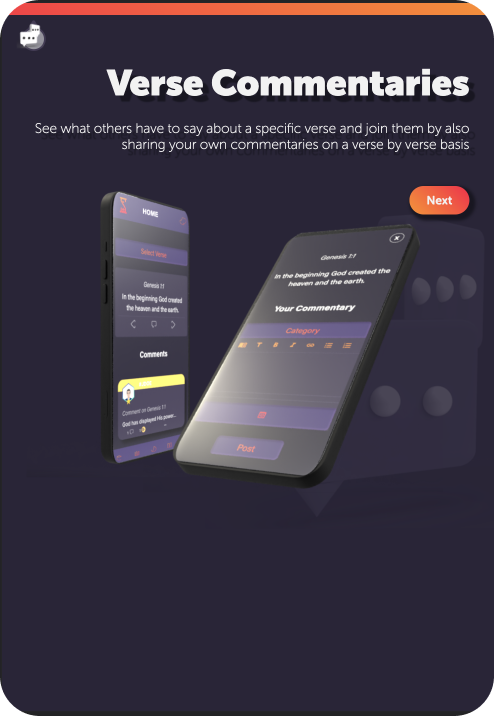 Verse Commentaries
See what others have to say about a specific verse and join them by also
sharing your own commentaries on a verse by verse basis
Next
HOME
Select Verse
Genesis 1:1
In the beginning God created
the heaven and the earth.
Comments
Comment on Genesis 1:1
God has displayed His power...
Genesis 1:1
In the beginning God created the
heaven and the earth.
Your Commentary
Category
Post